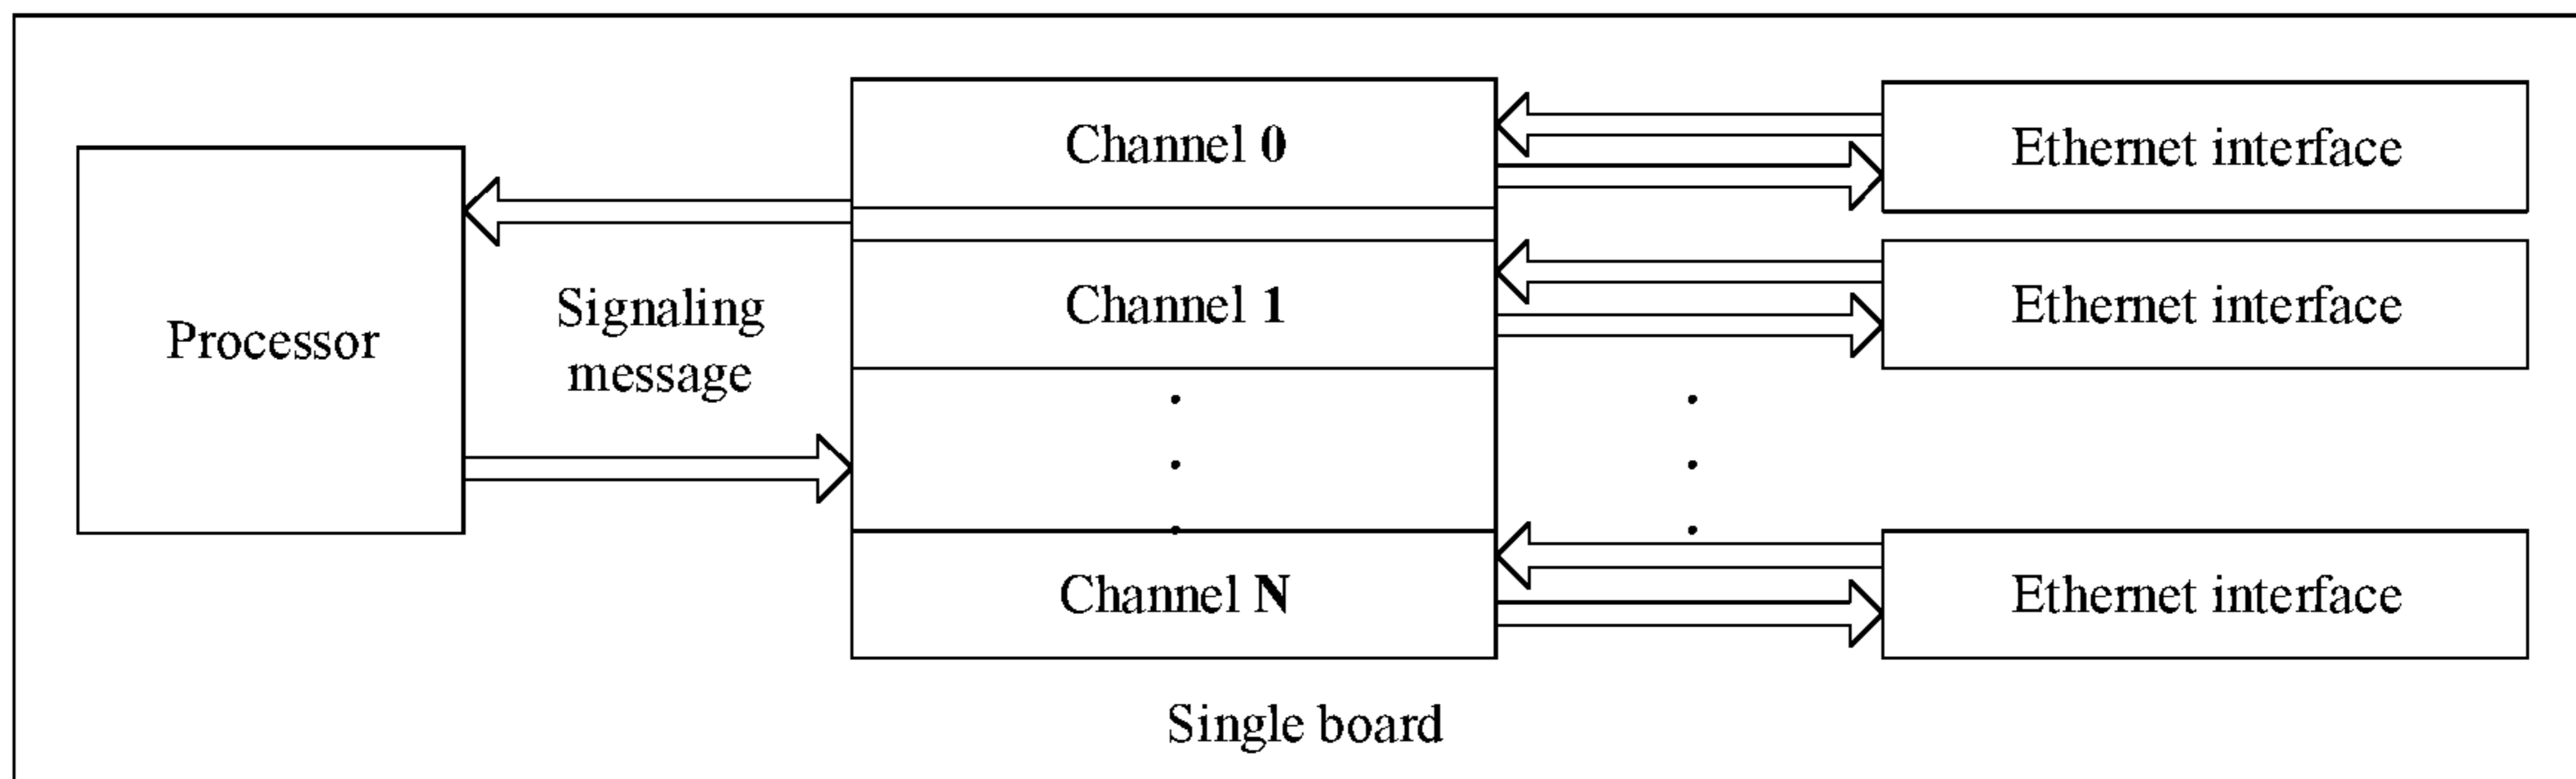 Channel 0
Ethernet interface
Processor
Signaling
message
Channel 1
Ethernet interface
Channel N
Ethernet interface
Single board